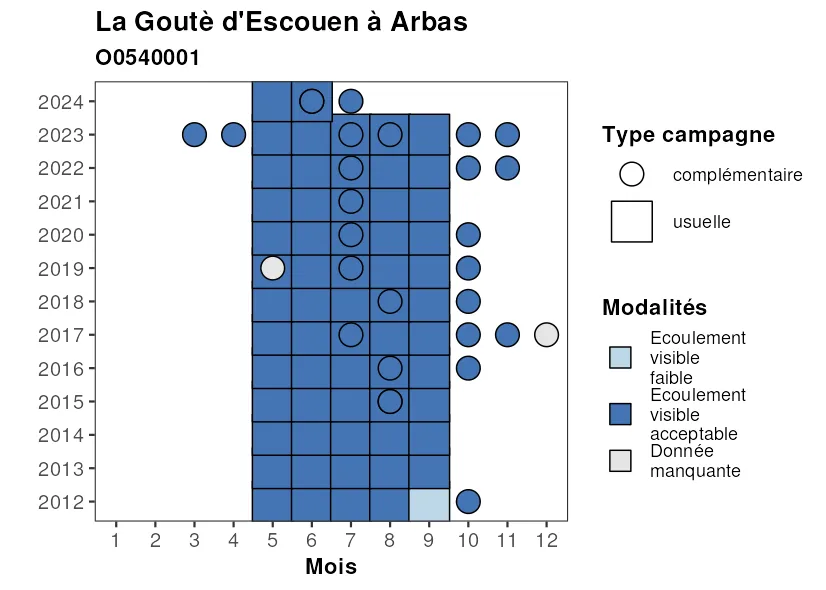 La Goutè d'Escouen à Arbas
O0540001
2024
2023
2022
2021
2020
2019
2018
2017
2016
2015
2014
2013
2012
1 2 3 4 5 6 7 8 9 10 11 12
Mois
Type campagne
complémentaire
usuelle
Modalités
Ecoulement
visible
faible
Ecoulement
visible
acceptable
Donnée
manquante